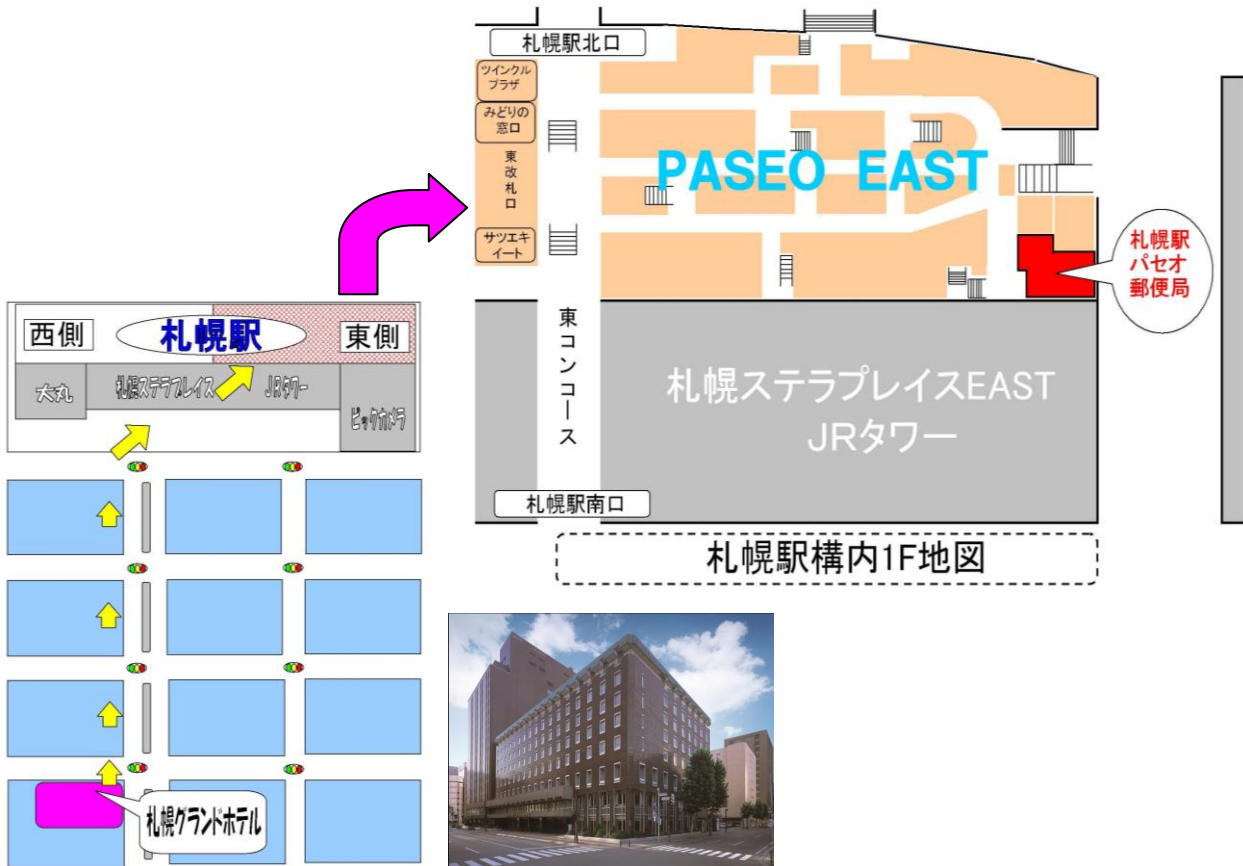 札幌駅北口
ツインクル
プラザ
みどりの
窓口
東
改
札
口
サツエキ
イート
PASEO EAST
札幌駅
パセオ
郵便局
西側
札幌駅
東側
大丸
札幌ステラプレイス
JRタワー
ビックカメラ
東コンコース
札幌ステラプレイスEAST
JRタワー
札幌駅南口
札幌駅構内1F地図
札幌グランドホテル